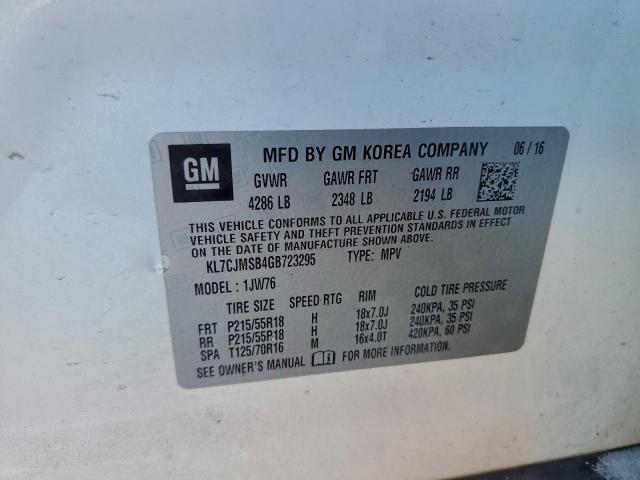 GM MFD BY GM KOREA COMPANY 06 / 16
GVWR GAWR FRT GAWR RR
4286 LB 2348 LB 2194 LB
THIS VEHICLE CONFORMS TO ALL APPLICABLE U.S. FEDERAL MOTOR
VEHICLE SAFETY AND THEFT PREVENTION STANDARDS IN EFFECT
ON THE DATE OF MANUFACTURE SHOWN ABOVE.
KL7CJMSB4GB723295 TYPE: MPV
MODEL : 1JW76
TIRE SIZE SPEED RTG RIM COLD TIRE PRESSURE
FRT P215/55R18 H 18x7.0J 240KPA, 35 PSI
RR P215/55R18 H 18x7.0J 240KPA, 35 PSI
SPA T125/70R16 M 16x4.0T 420KPA, 60 PSI
SEE OWNER'S MANUAL FOR MORE INFORMATION